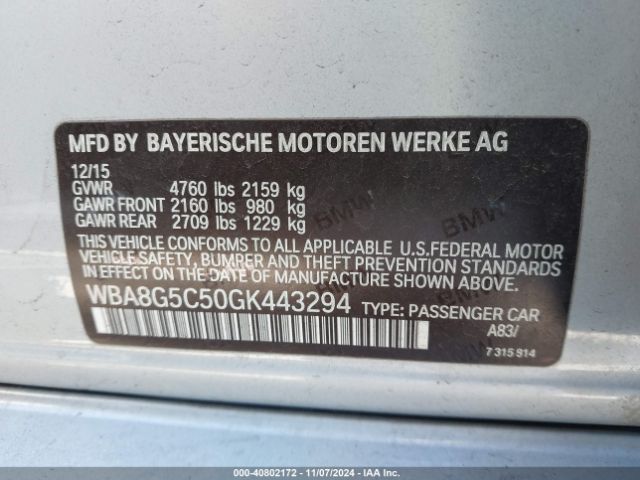 MFD BY BAYERISCHE MOTOREN WERKE AG
12/15
GVWR 4760 lbs 2159 kg
GAWR FRONT 2160 lbs 980 kg
GAWR REAR 2709 lbs 1229 kg
THIS VEHICLE CONFORMS TO ALL APPLICABLE U.S.FEDERAL MOTOR
VEHICLE SAFETY, BUMPER AND THEFT PREVENTION STANDARDS
IN EFFECT ON THE DATE OF MANUFACTURE SHOWN ABOVE.
WBA8G5C50GK443294 TYPE: PASSENGER CAR
A83/
7 315 914
BMW
BMW
000-40802172 - 11/07/2024 - IAA Inc.